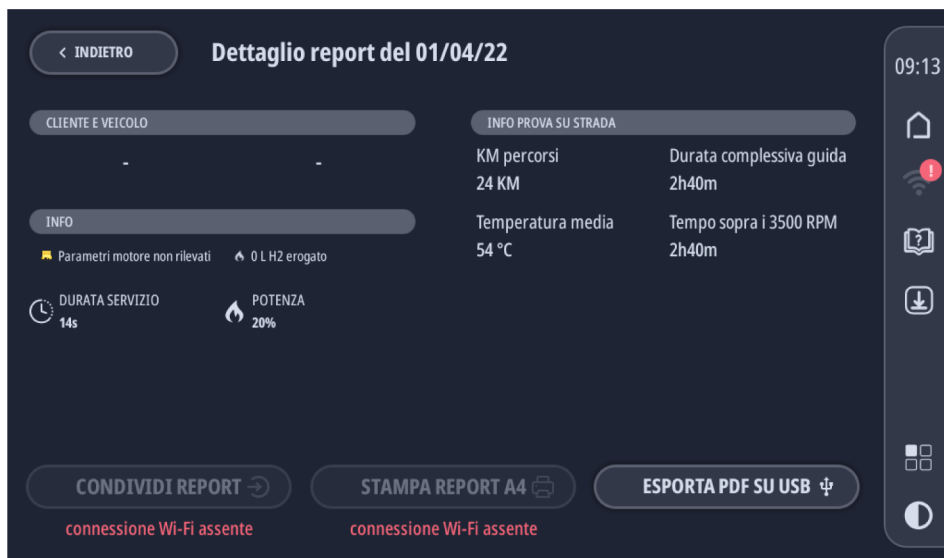 INDIETRO
Dettaglio report del 01/04/22
09:13
CLIENTE E VEICOLO
-
-
INFO
Parametri motore non rilevati
0 L H2 erogato
DURATA SERVIZIO
14s
POTENZA
20%
INFO PROVA SU STRADA
KM percorsi
24 KM
Durata complessiva guida
2h40m
Temperatura media
54 °C
Tempo sopra i 3500 RPM
2h40m
CONDIVIDI REPORT
connessione Wi-Fi assente
STAMPA REPORT A4
connessione Wi-Fi assente
ESPORTA PDF SU USB